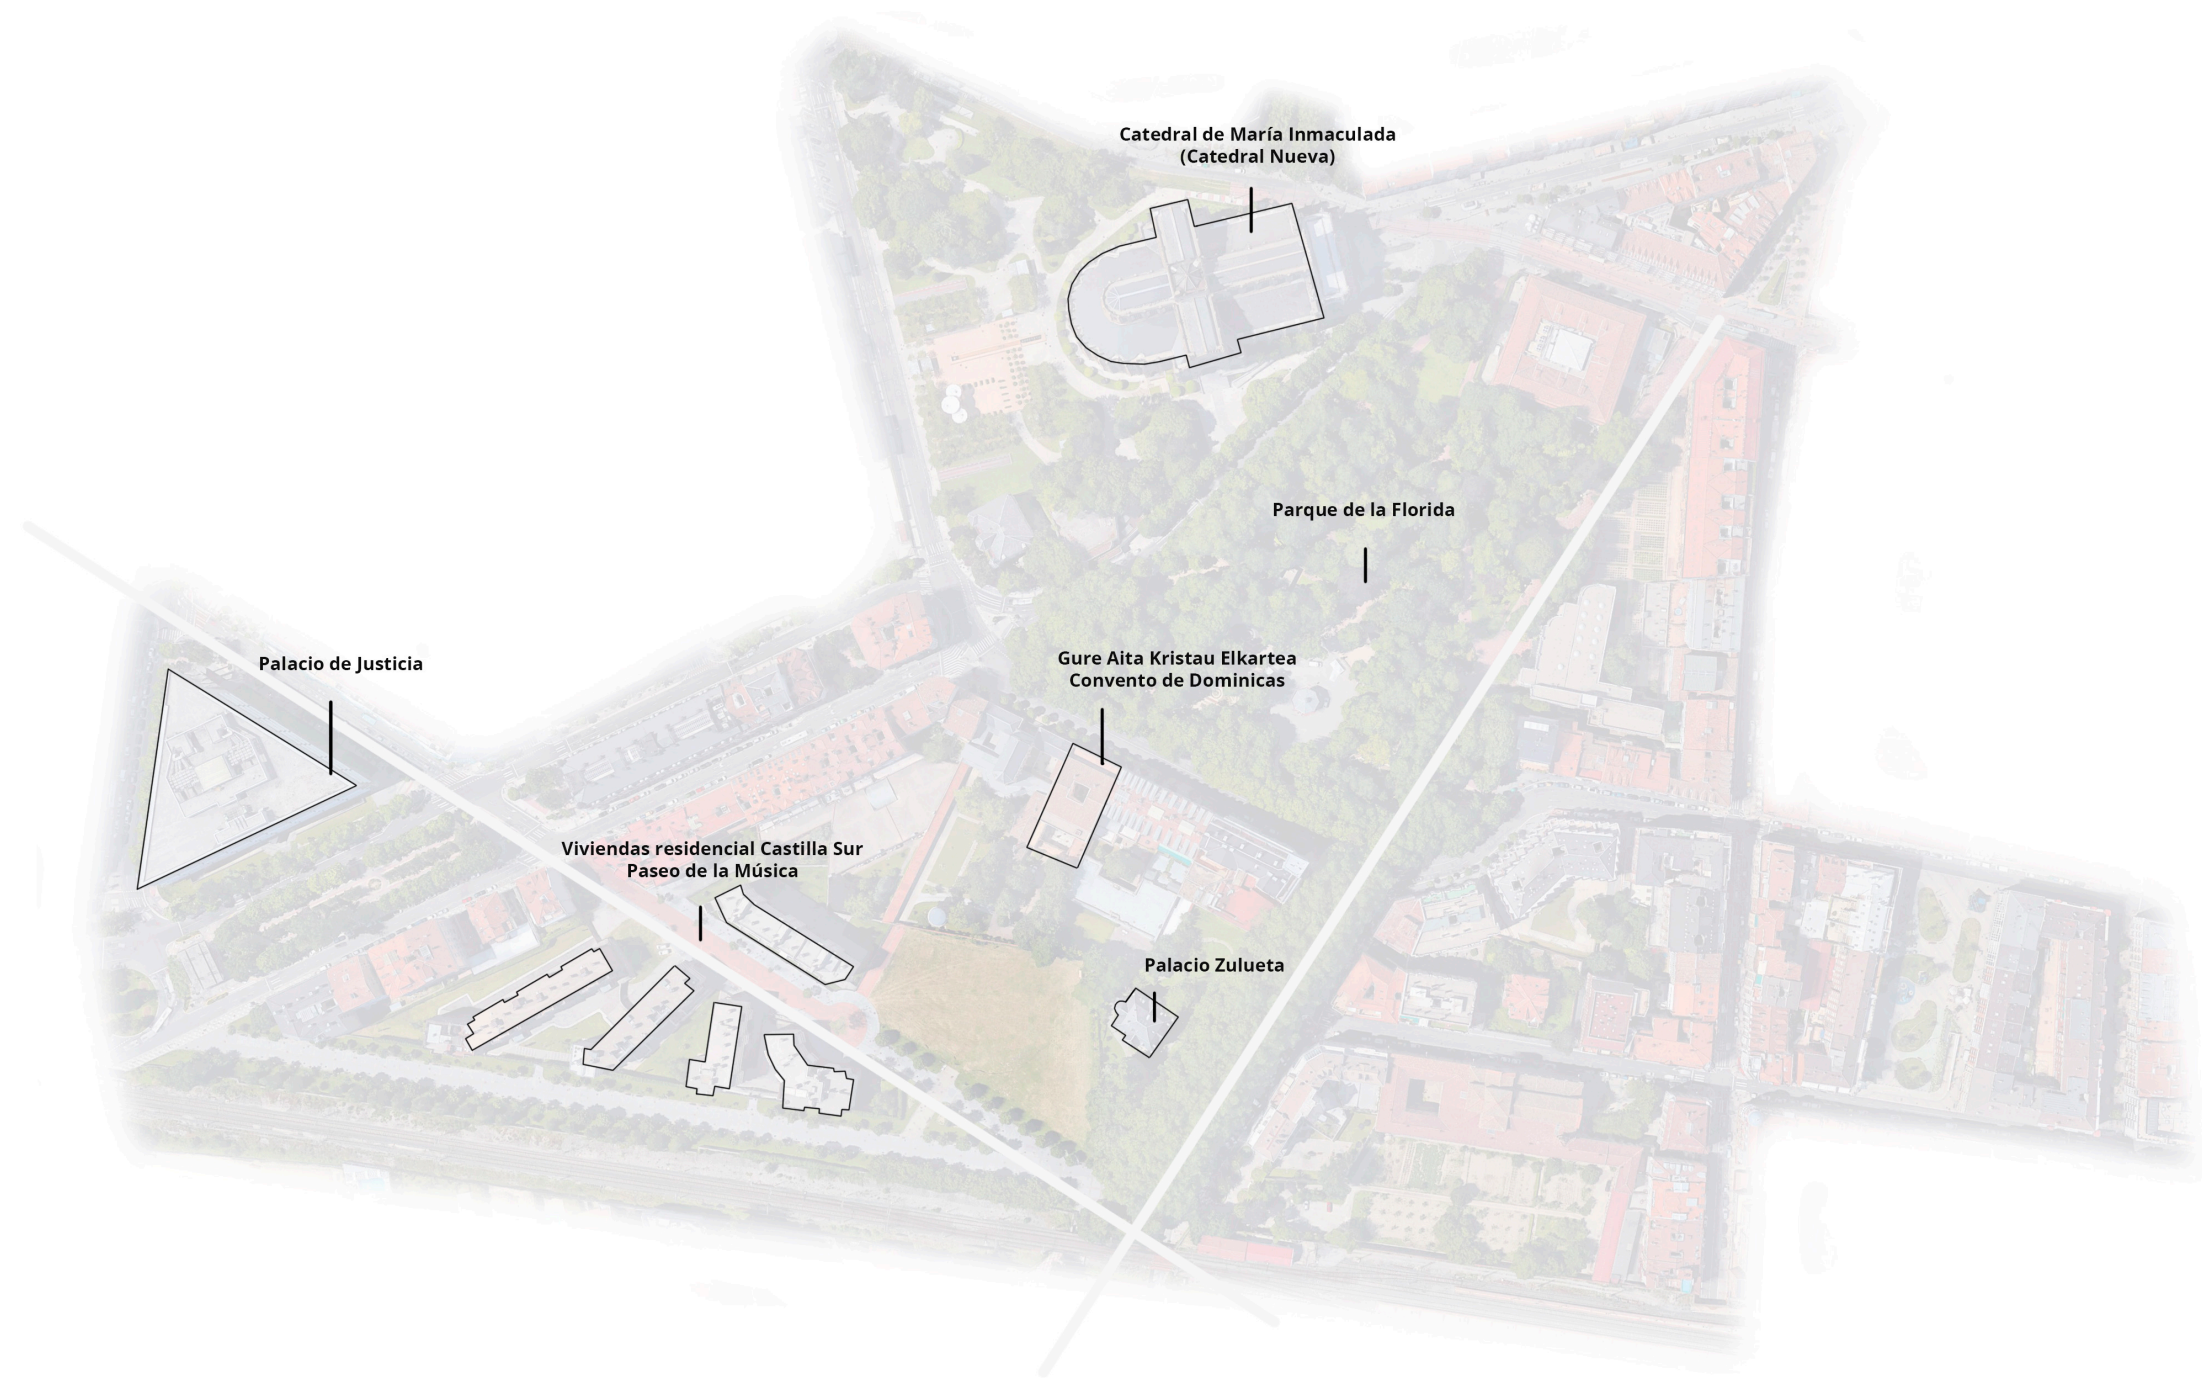 Catedral de María Inmaculada
(Catedral Nueva)
Parque de la Florida
Gure Aita Kristau Elkartea
Convento de Dominicas
Palacio de Justicia
Viviendas residencial Castilla Sur
Paseo de la Música
Palacio Zulueta